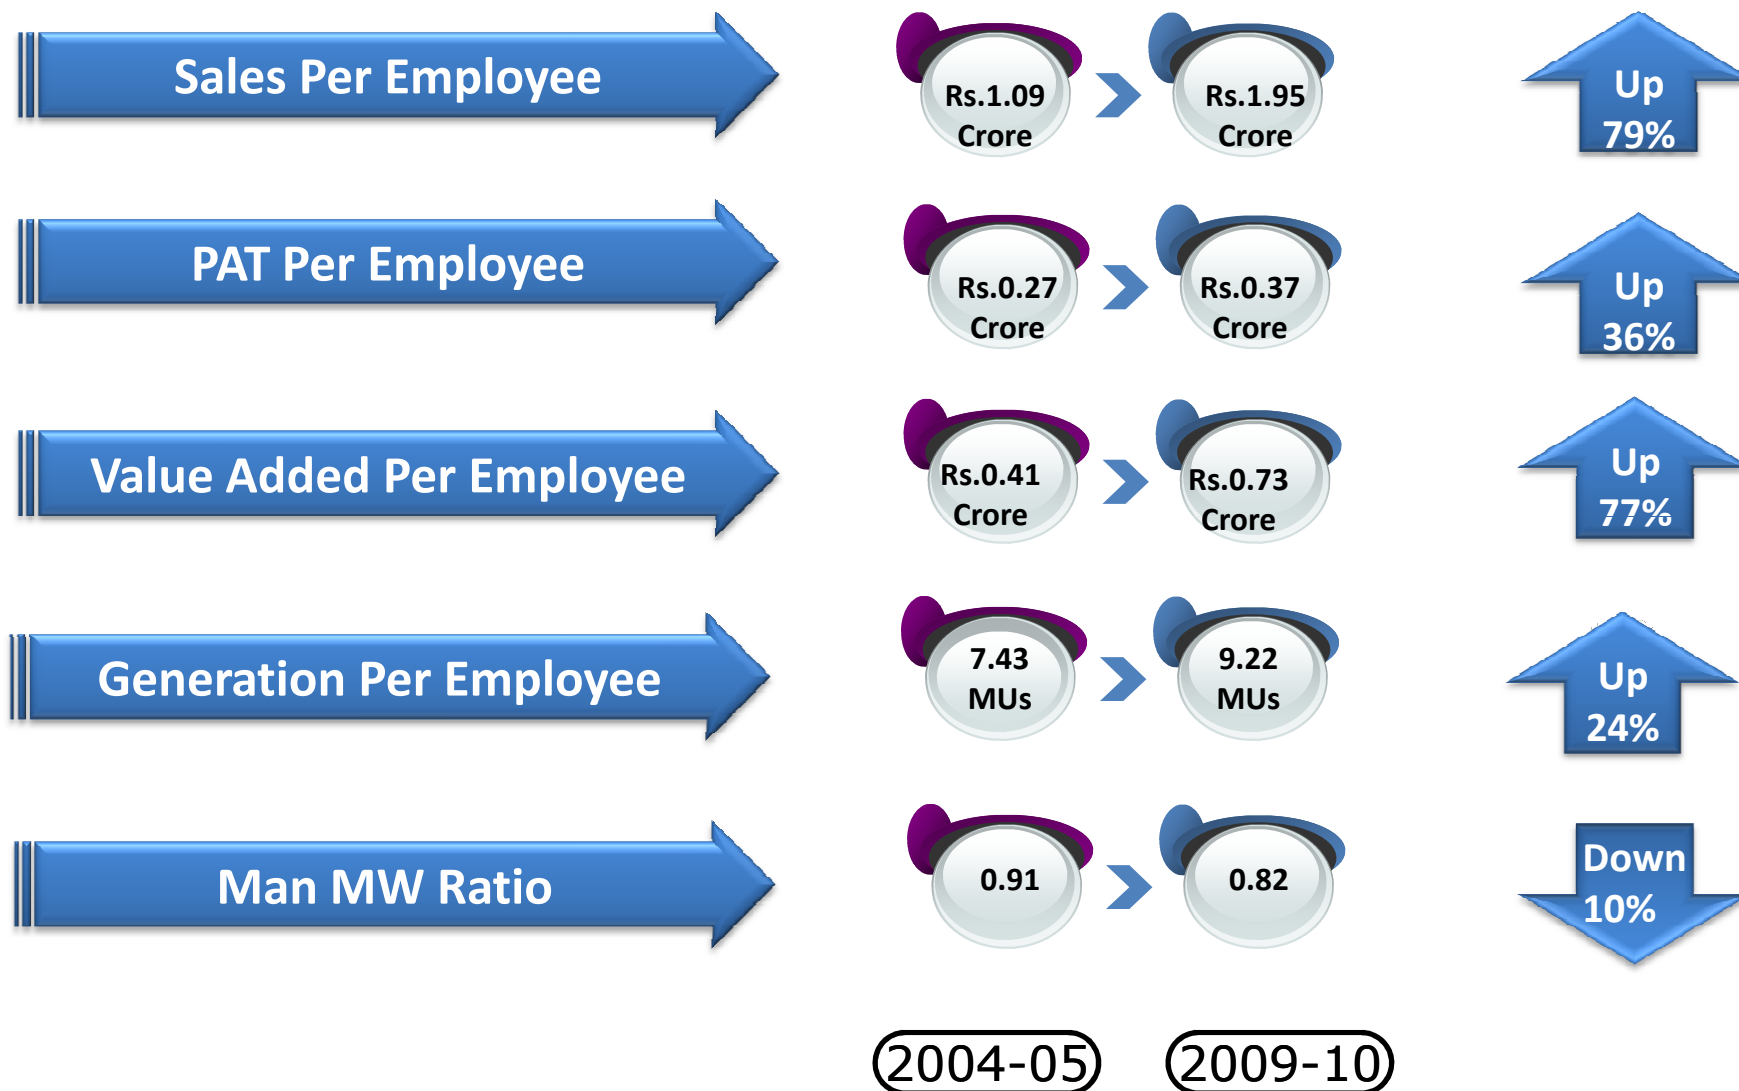 Sales Per Employee
Rs.1.09
Crore
Rs.1.95
Crore
Up
79%
PAT Per Employee
Rs.0.27
Crore
Rs.0.37
Crore
Up
36%
Value Added Per Employee
Rs.0.41
Crore
Rs.0.73
Crore
Up
77%
Generation Per Employee
7.43
MUs
9.22
MUs
Up
24%
Man MW Ratio
0.91
0.82
Down
10%
2004-05
2009-10